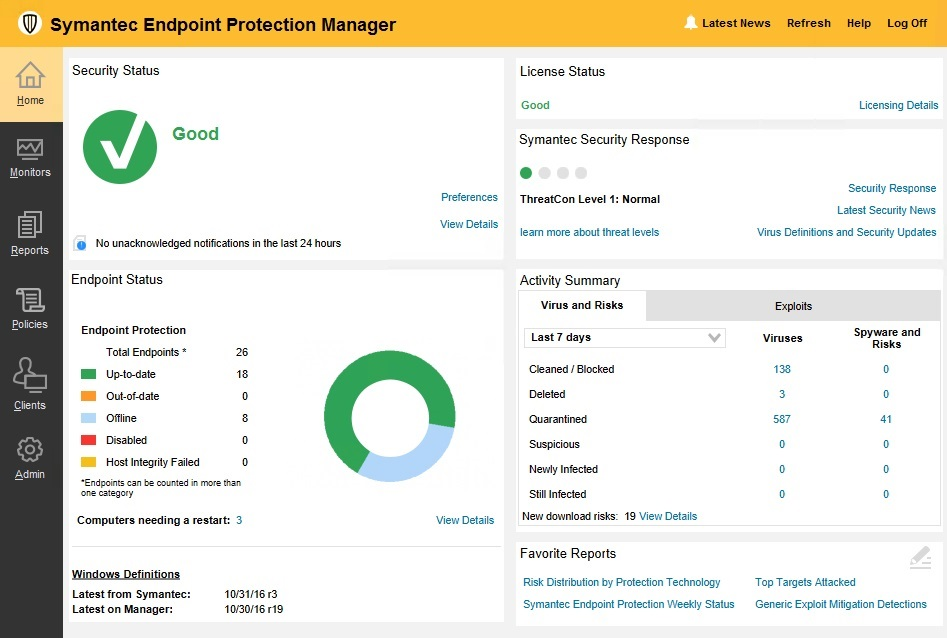 Symantec Endpoint Protection Manager
Latest News Refresh Help Log Off
Home
Monitors
Reports
Policies
Clients
Admin
Security Status
Good
Preferences
View Details
No unacknowledged notifications in the last 24 hours
License Status
Good Licensing Details
Symantec Security Response
Security Response
ThreatCon Level 1: Normal
Latest Security News
learn more about threat levels Virus Definitions and Security Updates
Endpoint Status
Endpoint Protection
Total Endpoints * 26
Up-to-date 18
Out-of-date 0
Offline 8
Disabled 0
Host Integrity Failed 0
*Endpoints can be counted in more than
one category
Computers needing a restart: 3 View Details
Windows Definitions
Latest from Symantec: 10/31/16 r3
Latest on Manager: 10/30/16 r19
Activity Summary
Virus and Risks Exploits
Last 7 days Viruses Spyware and
Risks
Cleaned / Blocked 138 0
Deleted 3 0
Quarantined 587 41
Suspicious 0 0
Newly Infected 0 0
Still Infected 0 0
New download risks: 19 View Details
Favorite Reports
Risk Distribution by Protection Technology Top Targets Attacked
Symantec Endpoint Protection Weekly Status Generic Exploit Mitigation Detections